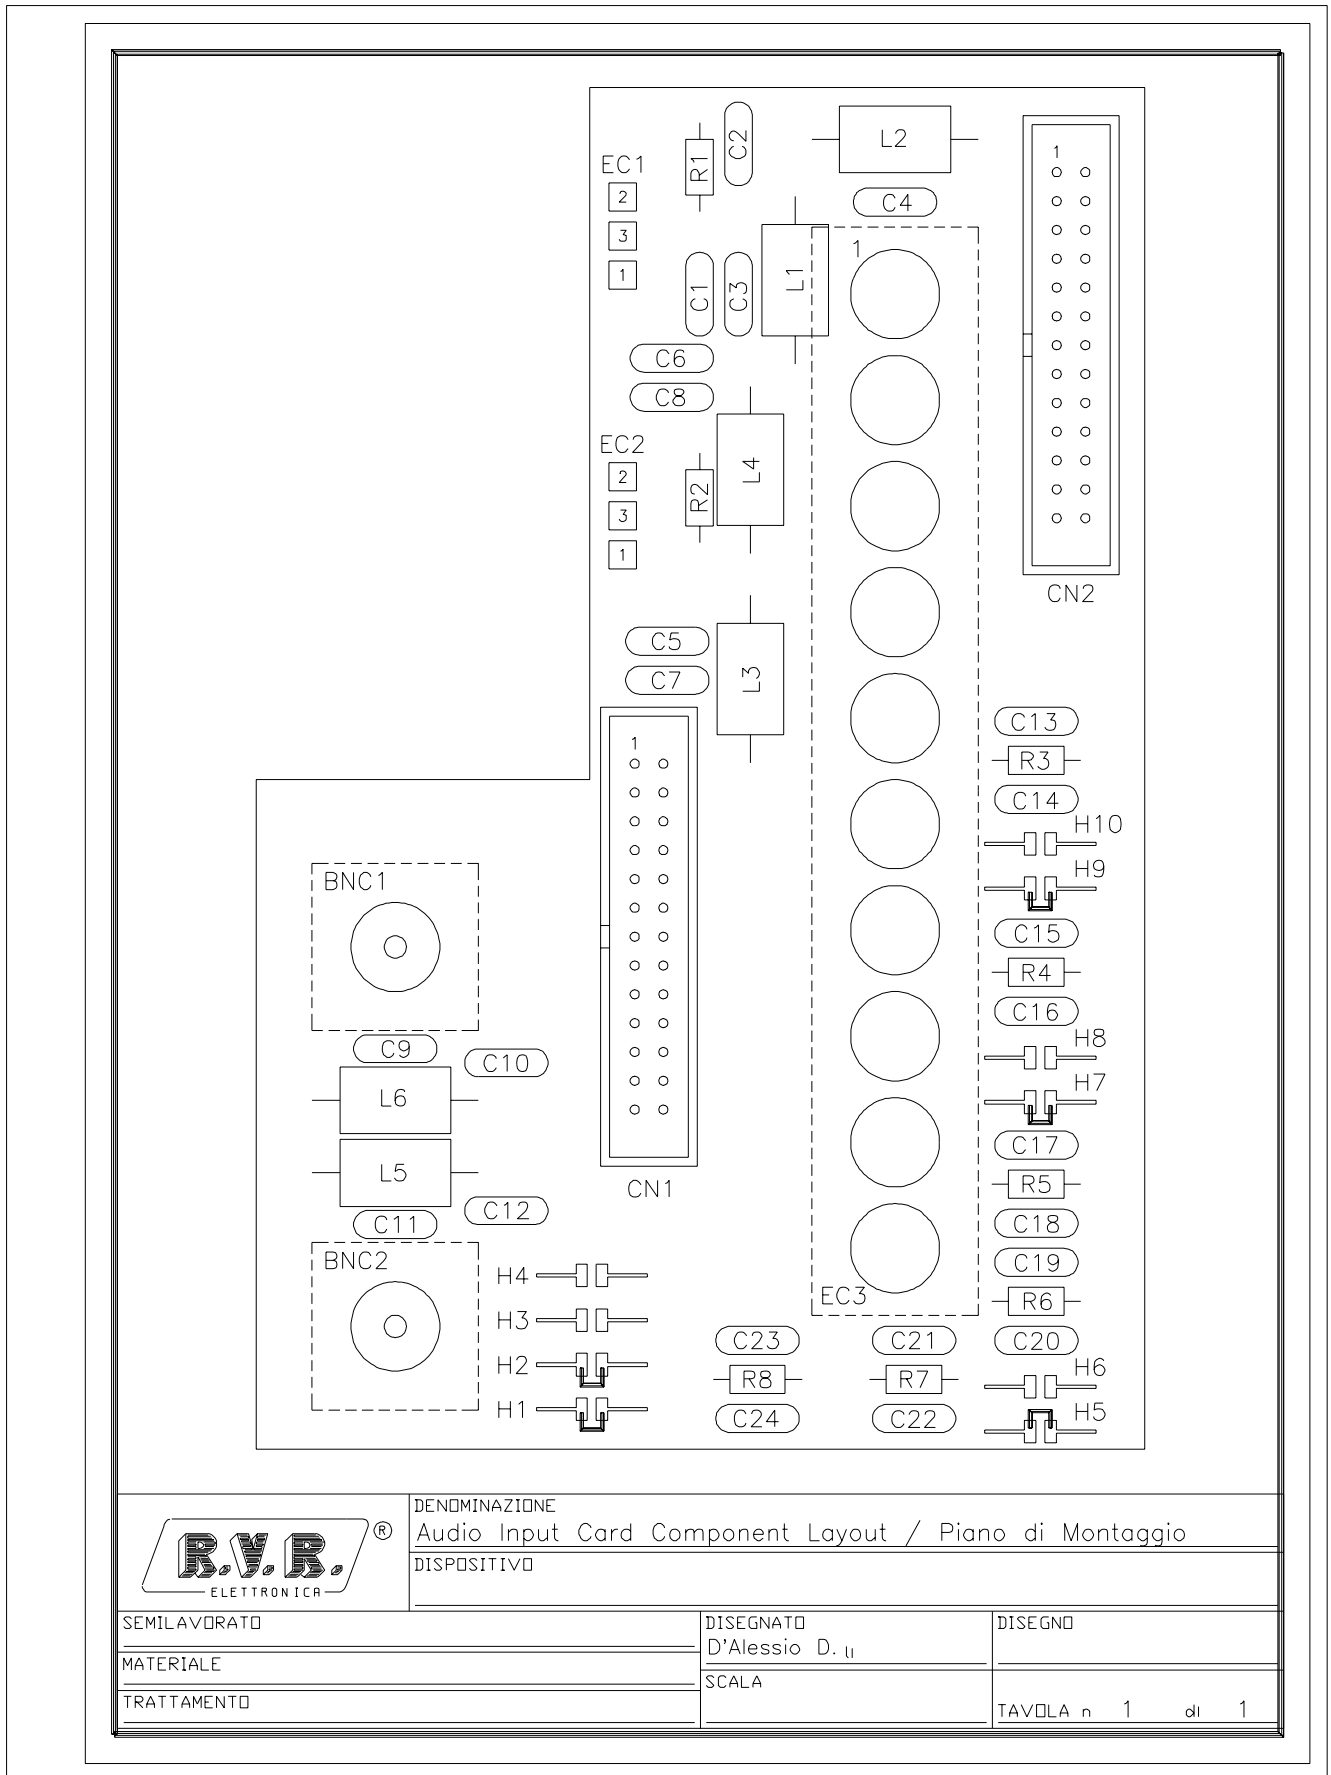 C2
L2
1
R1
EC1
2
C4
3
1
1
L1
C1
C3
C6
C8
EC2
2
L4
R2
3
1
CN2
C5
C7
L3
C13
1
R3
C14
H10
BNC1
H9
C15
R4
C16
H8
C9
C10
H7
L6
C17
L5
R5
CN1
C12
C11
C18
BNC2
C19
H4
EC3
R6
H3
C23
C21
C20
H2
H6
R8
R7
H1
C24
C22
H5
DENOMINAZIONE
Audio Input Card Component Layout / Piano di Montaggio
R.V.R. ®
ELETTRONICA
DISPOSITIVO
SEMILAVORATO
DISEGNATO
D'Alessio D.
DISEGNO
MATERIALE
SCALA
TRATTAMENTO
TAVOLA n 1 di 1